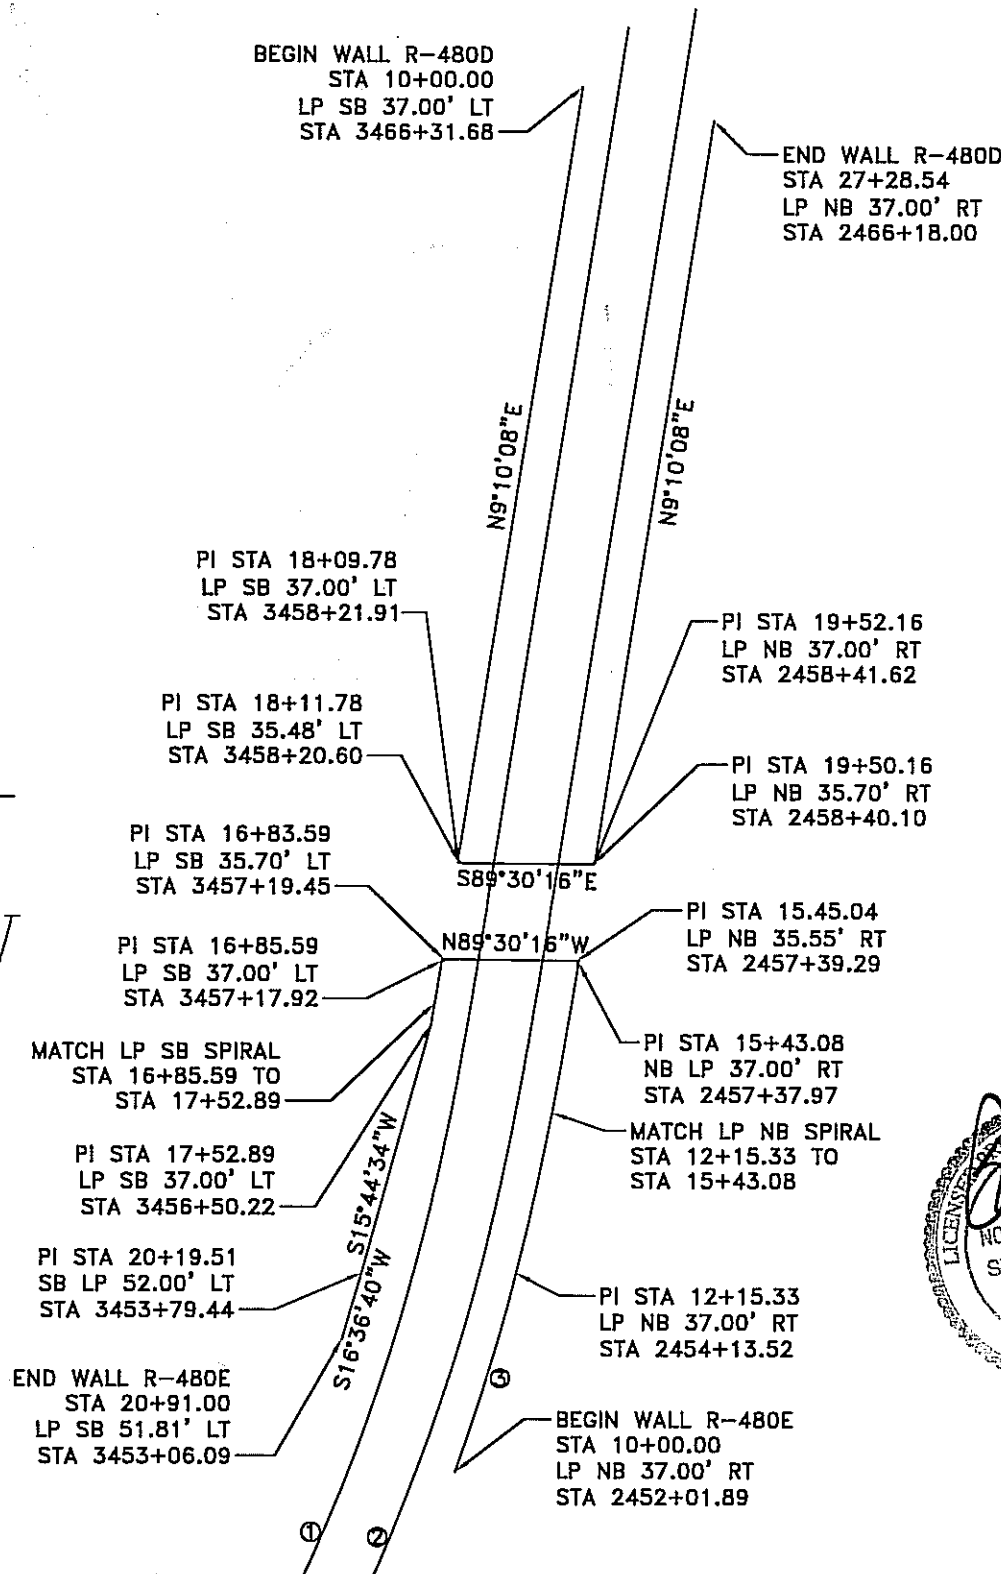 BEGIN WALL R-480D
STA 10+00.00
LP SB 37.00' LT
STA 3466+31.68
END WALL R-480D
STA 27+28.54
LP NB 37.00' RT
STA 2466+18.00
N9°10'08"E
N9°10'08"E
PI STA 18+09.78
LP SB 37.00' LT
STA 3458+21.91
PI STA 19+52.16
LP NB 37.00' RT
STA 2458+41.62
PI STA 18+11.78
LP SB 35.48' LT
STA 3458+20.60
PI STA 19+50.16
LP NB 35.70' RT
STA 2458+40.10
PI STA 16+83.59
LP SB 35.70' LT
STA 3457+19.45
S89°30'16"E
PI STA 15.45.04
LP NB 35.55' RT
STA 2457+39.29
N89°30'16"W
PI STA 16+85.59
LP SB 37.00' LT
STA 3457+17.92
PI STA 15+43.08
NB LP 37.00' RT
STA 2457+37.97
MATCH LP SB SPIRAL
STA 16+85.59 TO
STA 17+52.89
MATCH LP NB SPIRAL
STA 12+15.33 TO
STA 15+43.08
PI STA 17+52.89
LP SB 37.00' LT
STA 3456+50.22
S15°44'34"W
LICENSE
NO
PI STA 20+19.51
SB LP 52.00' LT
STA 3453+79.44
S16°36'40"W
PI STA 12+15.33
LP NB 37.00' RT
STA 2454+13.52
END WALL R-480E
STA 20+91.00
LP SB 51.81' LT
STA 3453+06.09
③
BEGIN WALL R-480E
STA 10+00.00
LP NB 37.00' RT
STA 2452+01.89
① ②